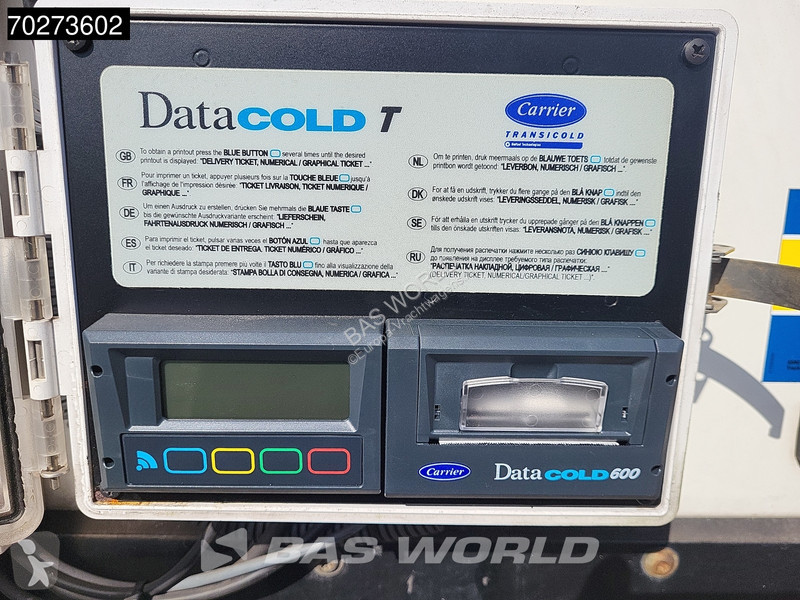 70273602
DataCOLD T
Carrier
TRANSICOLD
GB To obtain a printout press the BLUE BUTTON several times until the desired
printout is displayed: "DELIVERY TICKET, NUMERICAL / GRAPHICAL TICKET ..."
FR Pour imprimer un ticket, appuyer plusieurs fois sur la TOUCHE BLEUE jusqu'à
l'affichage de l'impression désirée: "TICKET LIVRAISON, TICKET NUMERIQUE /
GRAPHIQUE ..."
DE Um einen Ausdruck zu erstellen, drücken Sie mehrmals die BLAUE TASTE
bis die gewünschte Ausdruckvariante erscheint: "LIEFERSCHEIN,
FAHRTENAUSDRUCK NUMERISCH / GRAFISCH ..."
ES Para imprimir el ticket, pulsar varias veces el BOTÓN AZUL hasta que aparezca
el ticket deseado: "TICKET DE ENTREGA, TICKET NUMÉRICO / GRÁFICO ..."
IT Per richiedere la stampa premere più volte il TASTO BLU fino alla visualizzazione della
variante di stampa desiderata: "STAMPA BOLLA DI CONSEGNA, NUMERICA / GRAFICA ..."
NL Om te printen, druk meermaals op de BLAUWE TOETS totdat de gewenste
printbon wordt getoond: "LEVERBON, NUMERISCH / GRAFISCH ..."
DK For at få en udskrift, trykker du flere gange på den BLÅ KNAP indtil den
ønskede udskrift vises: "LEVERINGSSEDDEL, NUMERISK / GRAFISK ..."
SE För att erhålla en utskrift trycker du upprepade gånger på den BLÅ KNAPPEN
tills den önskade utskriften visas: "LEVERANSNOTA, NUMERISK / GRAFISK ..."
RU Для получения распечатки нажмите несколько раз СИНЮЮ КЛАВИШУ
до появления на дисплее требуемого типа распечатки:
"РАСПЕЧАТКА НАКЛАДНОЙ, ЦИФРОВАЯ / ГРАФИЧЕСКАЯ ..."
(DELIVERY TICKET, NUMERICAL/GRAPHICAL TICKET ...)"
BAS WORLD
©Europa Vrachtwagens
Carrier
DataCOLD600
BAS WORLD